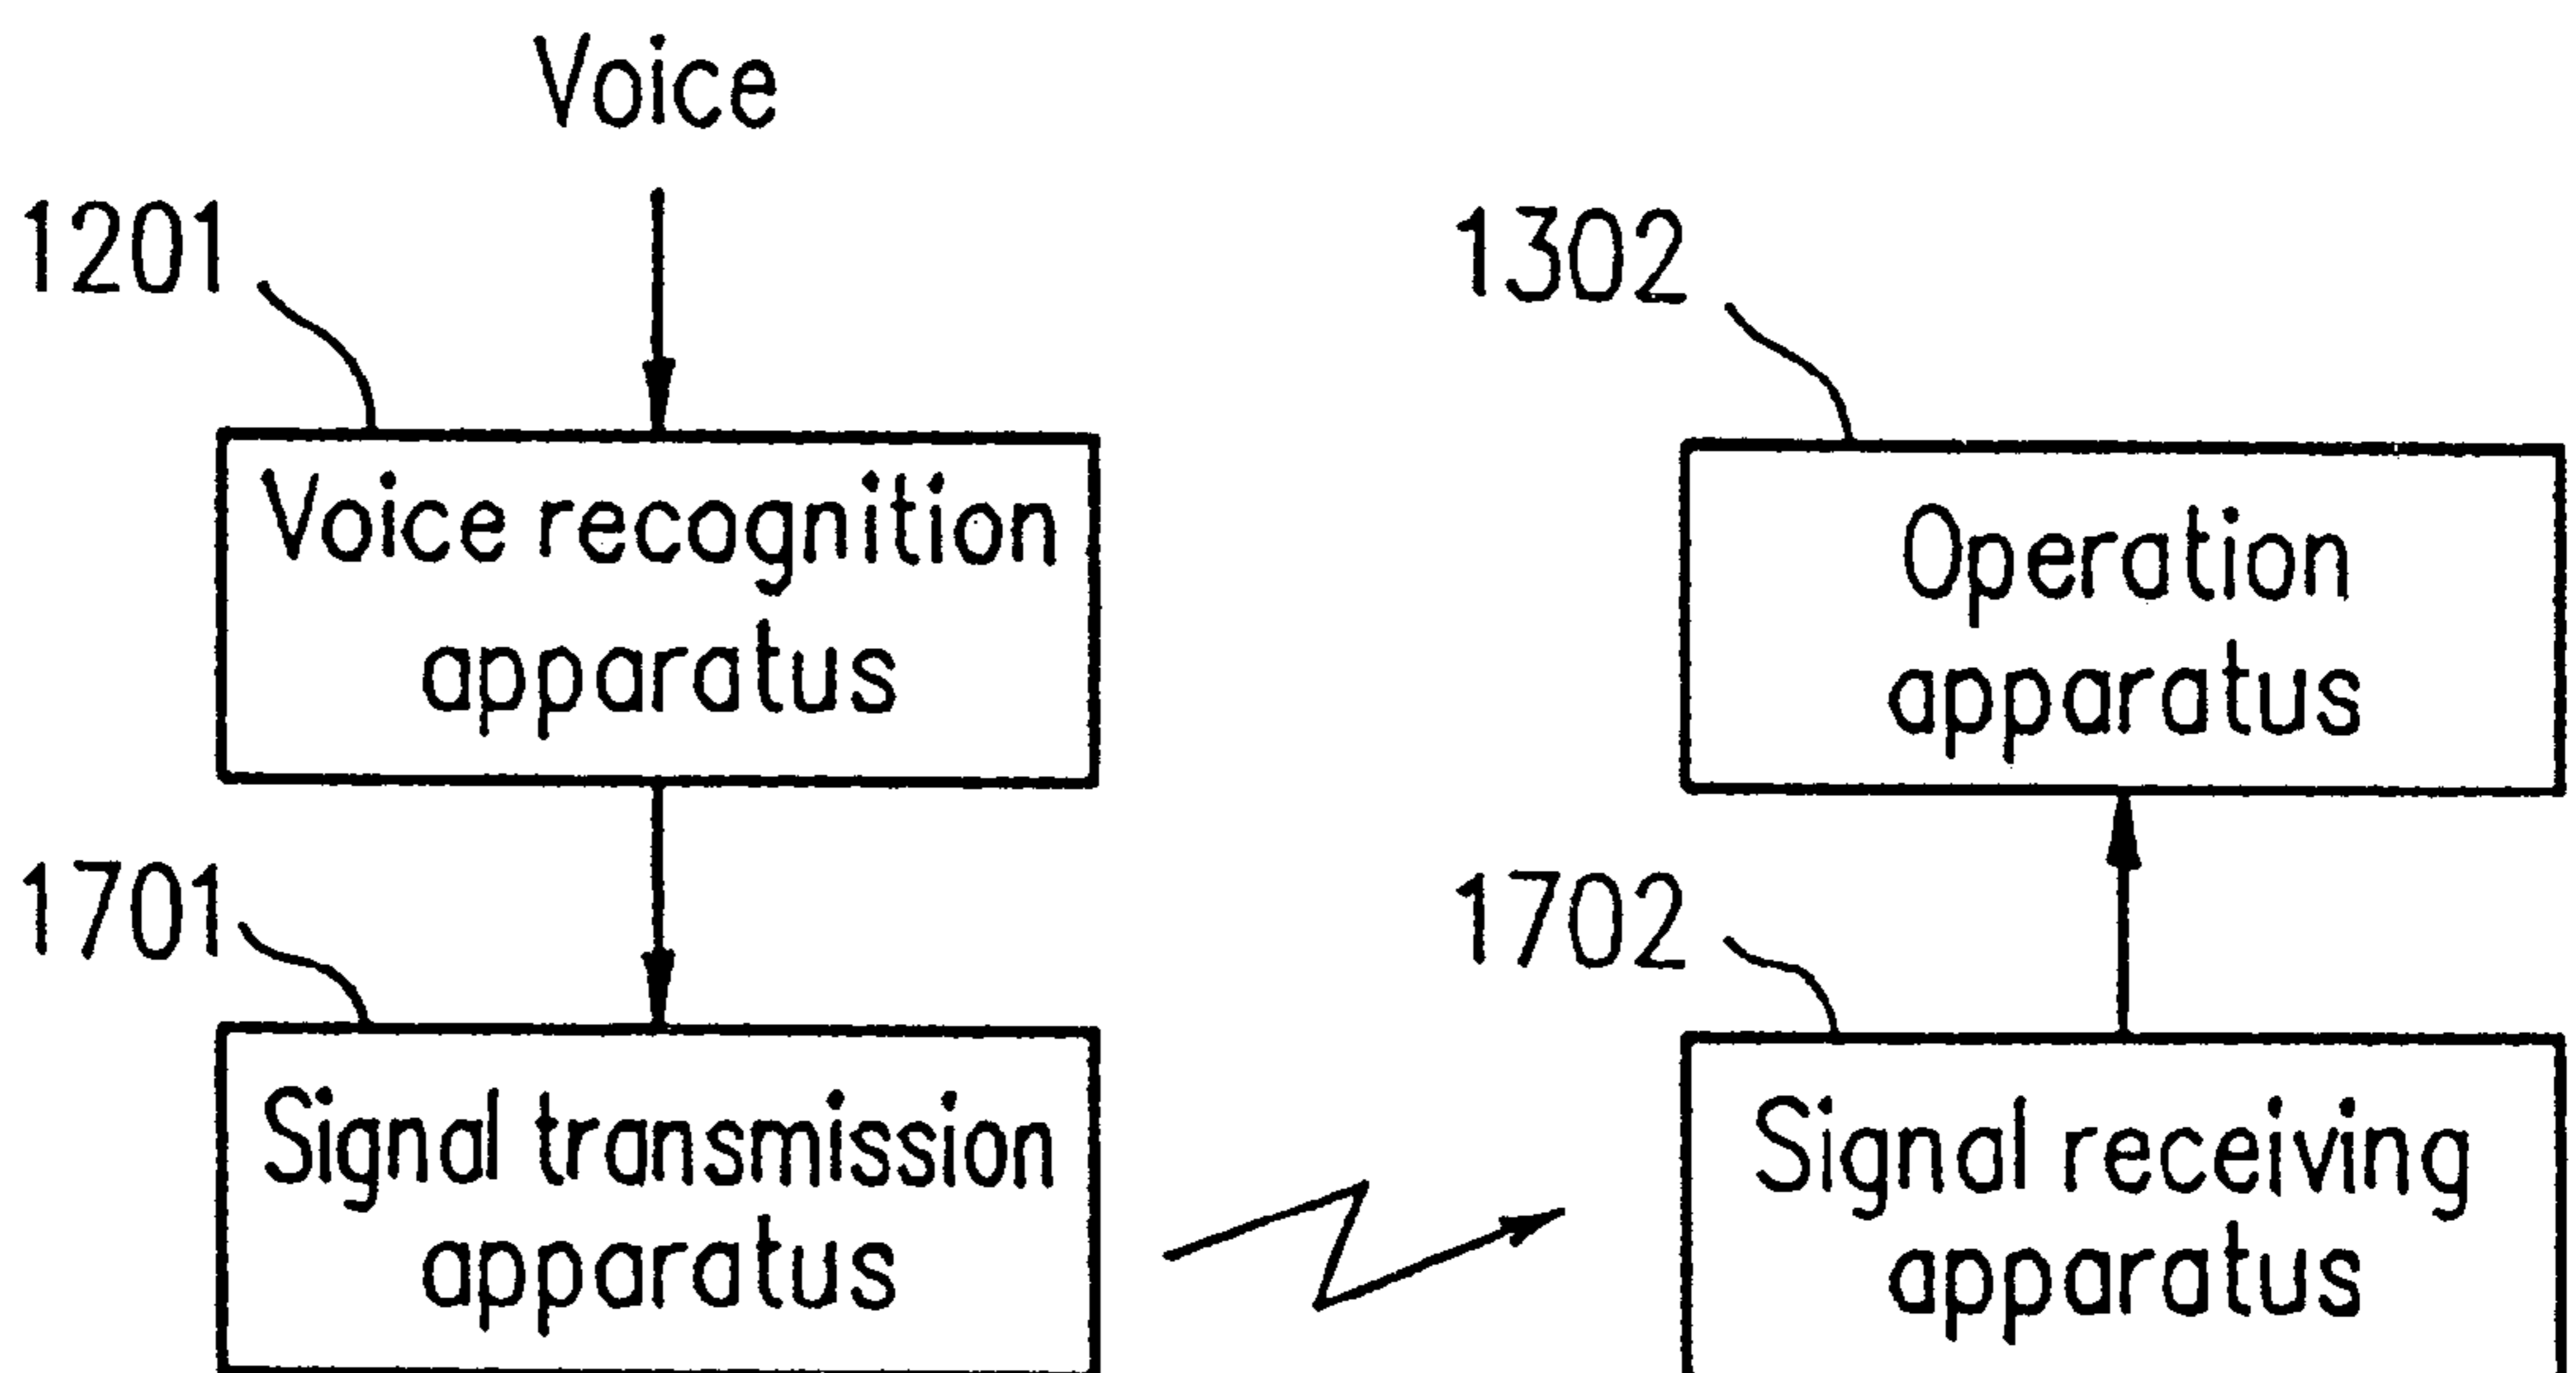 Voice
1201
Voice recognition
apparatus
1701
Signal transmission
apparatus
1302
Operation
apparatus
1702
Signal receiving
apparatus